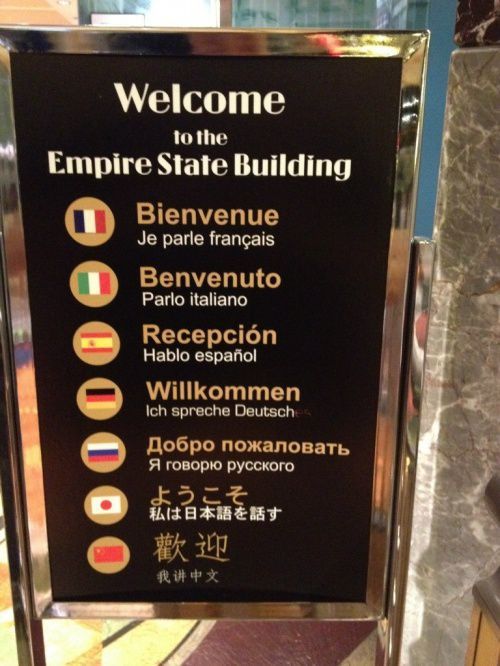 Welcome
to the
Empire State Building
Bienvenue
Je parle français
Benvenuto
Parlo italiano
Recepción
Hablo español
Willkommen
Ich spreche Deutsches
Добро пожаловать
Я говорю русского
ようこそ
私は日本語を話す
歡迎
我讲中文